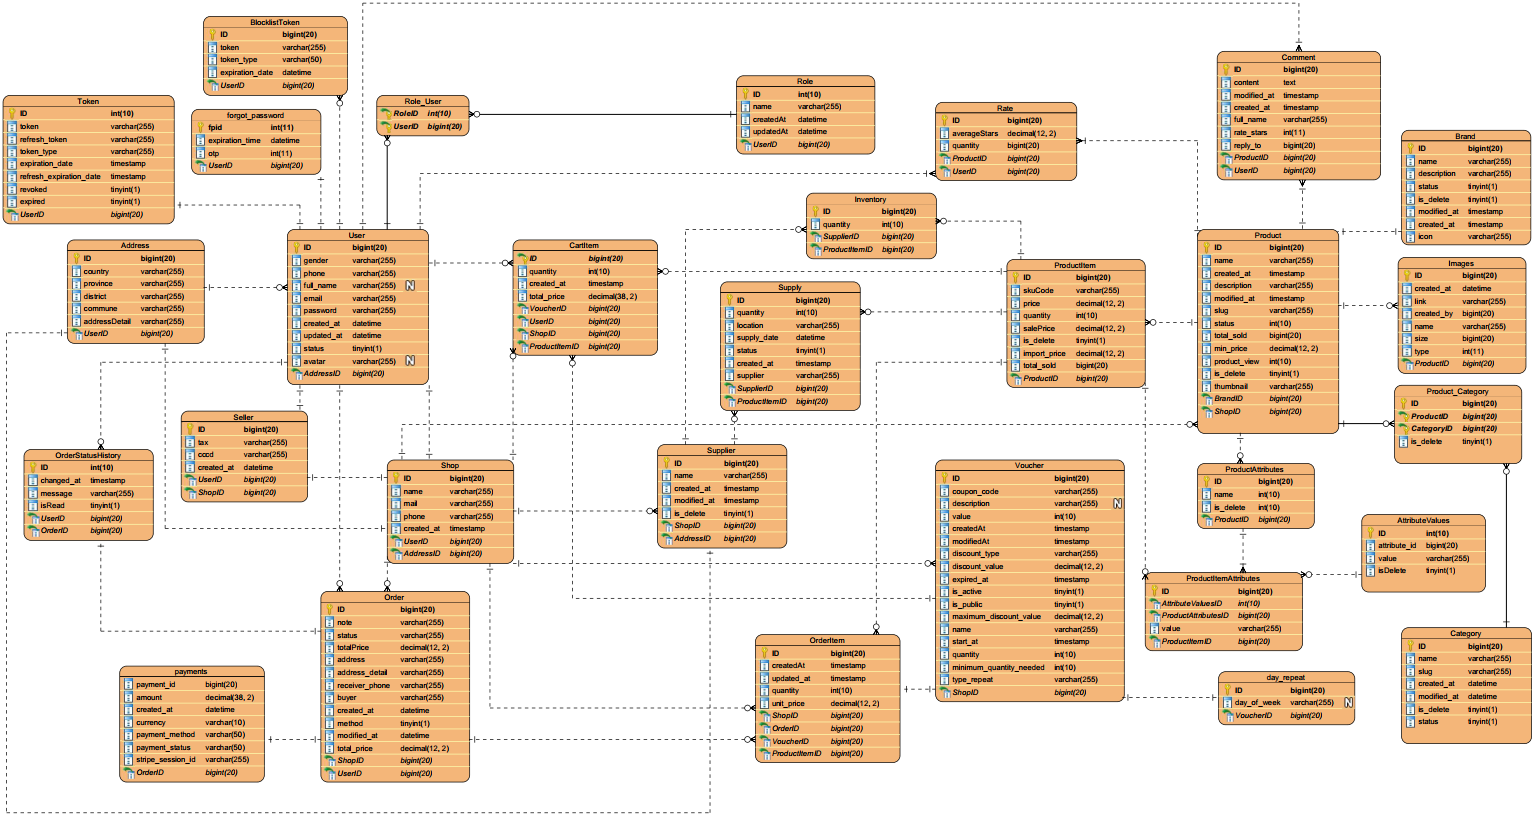 BlocklistToken
ID bigint(20)
token varchar(255)
token_type varchar(50)
expiration_date datetime
UserID bigint(20)
Token
ID int(10)
token varchar(255)
refresh_token varchar(255)
token_type varchar(255)
expiration_date timestamp
refresh_expiration_date timestamp
revoked tinyint(1)
expired tinyint(1)
UserID bigint(20)
forgot_password
fpid int(11)
expiration_time datetime
otp int(11)
UserID bigint(20)
Role_User
RoleID int(10)
UserID bigint(20)
Role
ID int(10)
name varchar(255)
createdAt datetime
updatedAt datetime
UserID bigint(20)
Rate
ID bigint(20)
averageStars decimal(12, 2)
quantity bigint(20)
ProductID bigint(20)
UserID bigint(20)
Comment
ID bigint(20)
content text
modified_at timestamp
created_at timestamp
full_name varchar(255)
rate_stars int(11)
reply_to bigint(20)
ProductID bigint(20)
UserID bigint(20)
Brand
ID bigint(20)
name varchar(255)
description varchar(255)
status tinyint(1)
is_delete tinyint(1)
modified_at timestamp
created_at timestamp
icon varchar(255)
Address
ID bigint(20)
country varchar(255)
province varchar(255)
district varchar(255)
commune varchar(255)
addressDetail varchar(255)
UserID bigint(20)
User
ID bigint(20)
gender varchar(255)
phone varchar(255)
full_name varchar(255) N
email varchar(255)
password varchar(255)
created_at datetime
updated_at datetime
status tinyint(1)
avatar varchar(255) N
AddressID bigint(20)
CartItem
ID bigint(20)
quantity int(10)
created_at timestamp
total_price decimal(38, 2)
VoucherID bigint(20)
UserID bigint(20)
ShopID bigint(20)
ProductItemID bigint(20)
Inventory
ID bigint(20)
quantity int(10)
SupplierID bigint(20)
ProductItemID bigint(20)
Supply
ID bigint(20)
quantity int(10)
location varchar(255)
supply_date datetime
status tinyint(1)
created_at timestamp
supplier varchar(255)
SupplierID bigint(20)
ProductItemID bigint(20)
ProductItem
ID bigint(20)
skuCode varchar(255)
price decimal(12, 2)
quantity int(10)
salePrice decimal(12, 2)
is_delete tinyint(1)
import_price decimal(12, 2)
total_sold bigint(20)
ProductID bigint(20)
Product
ID bigint(20)
name varchar(255)
created_at timestamp
description varchar(255)
modified_at timestamp
slug varchar(255)
status int(10)
total_sold bigint(20)
min_price decimal(12, 2)
product_view int(10)
is_delete tinyint(1)
thumbnail varchar(255)
BrandID bigint(20)
ShopID bigint(20)
Images
ID bigint(20)
created_at datetime
link varchar(255)
created_by bigint(20)
name varchar(255)
size bigint(20)
type int(11)
ProductID bigint(20)
Product_Category
ID bigint(20)
ProductID bigint(20)
CategoryID bigint(20)
is_delete tinyint(1)
Seller
ID bigint(20)
tax varchar(255)
cccd varchar(255)
created_at datetime
UserID bigint(20)
ShopID bigint(20)
OrderStatusHistory
ID int(10)
changed_at timestamp
message varchar(255)
isRead tinyint(1)
UserID bigint(20)
OrderID bigint(20)
Shop
ID bigint(20)
name varchar(255)
mail varchar(255)
phone varchar(255)
created_at timestamp
UserID bigint(20)
AddressID bigint(20)
Supplier
ID bigint(20)
name varchar(255)
created_at timestamp
modified_at timestamp
is_delete tinyint(1)
ShopID bigint(20)
AddressID bigint(20)
Voucher
ID bigint(20)
coupon_code varchar(255)
description varchar(255) N
value int(10)
createdAt timestamp
modifiedAt timestamp
discount_type varchar(255)
discount_value decimal(12, 2)
expired_at timestamp
is_active tinyint(1)
is_public tinyint(1)
maximum_discount_value decimal(12, 2)
name varchar(255)
start_at timestamp
quantity int(10)
minimum_quantity_needed int(10)
type_repeat varchar(255)
ShopID bigint(20)
ProductAttributes
ID bigint(20)
name int(10)
is_delete int(10)
ProductID bigint(20)
AttributeValues
ID int(10)
attribute_id bigint(20)
value varchar(255)
isDelete tinyint(1)
ProductItemAttributes
ID bigint(20)
AttributeValuesID int(10)
ProductAttributesID bigint(20)
value varchar(255)
ProductItemID bigint(20)
Category
ID bigint(20)
name varchar(255)
slug varchar(255)
created_at datetime
modified_at datetime
is_delete tinyint(1)
status tinyint(1)
Order
ID bigint(20)
note varchar(255)
status varchar(255)
totalPrice decimal(12, 2)
address varchar(255)
address_detail varchar(255)
receiver_phone varchar(255)
buyer varchar(255)
created_at datetime
method tinyint(1)
modified_at datetime
total_price decimal(12, 2)
ShopID bigint(20)
UserID bigint(20)
payments
payment_id bigint(20)
amount decimal(38, 2)
created_at datetime
currency varchar(10)
payment_method varchar(50)
payment_status varchar(50)
stripe_session_id varchar(255)
OrderID bigint(20)
OrderItem
ID bigint(20)
createdAt timestamp
updated_at timestamp
quantity int(10)
unit_price decimal(12, 2)
ShopID bigint(20)
OrderID bigint(20)
VoucherID bigint(20)
ProductItemID bigint(20)
day_repeat
ID bigint(20)
day_of_week varchar(255) N
VoucherID bigint(20)